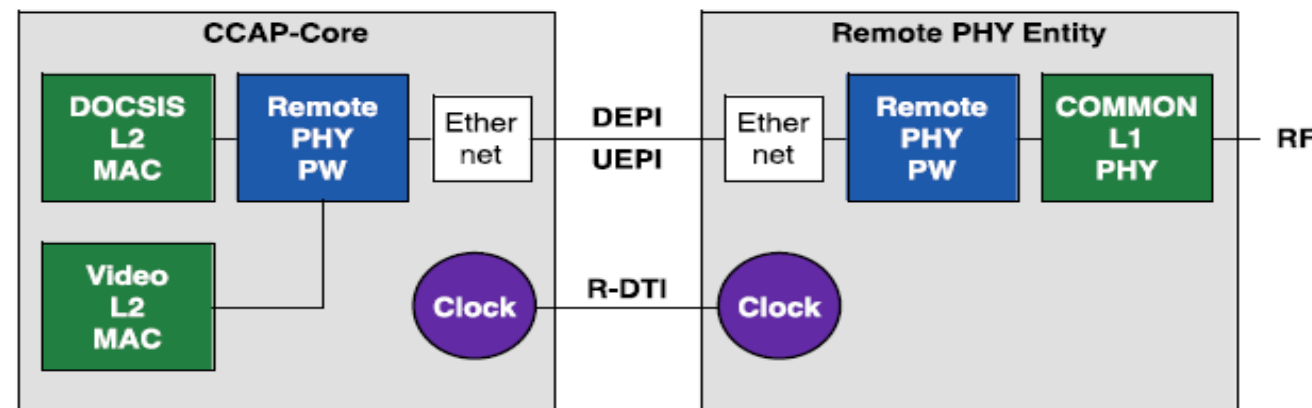 CCAP-Core
DOCSIS
L2
MAC
Remote
PHY
PW
Ether
net
Video
L2
MAC
Clock
DEPI
UEPI
R-DTI
Remote PHY Entity
Ether
net
Remote
PHY
PW
COMMON
L1
PHY
Clock
RF